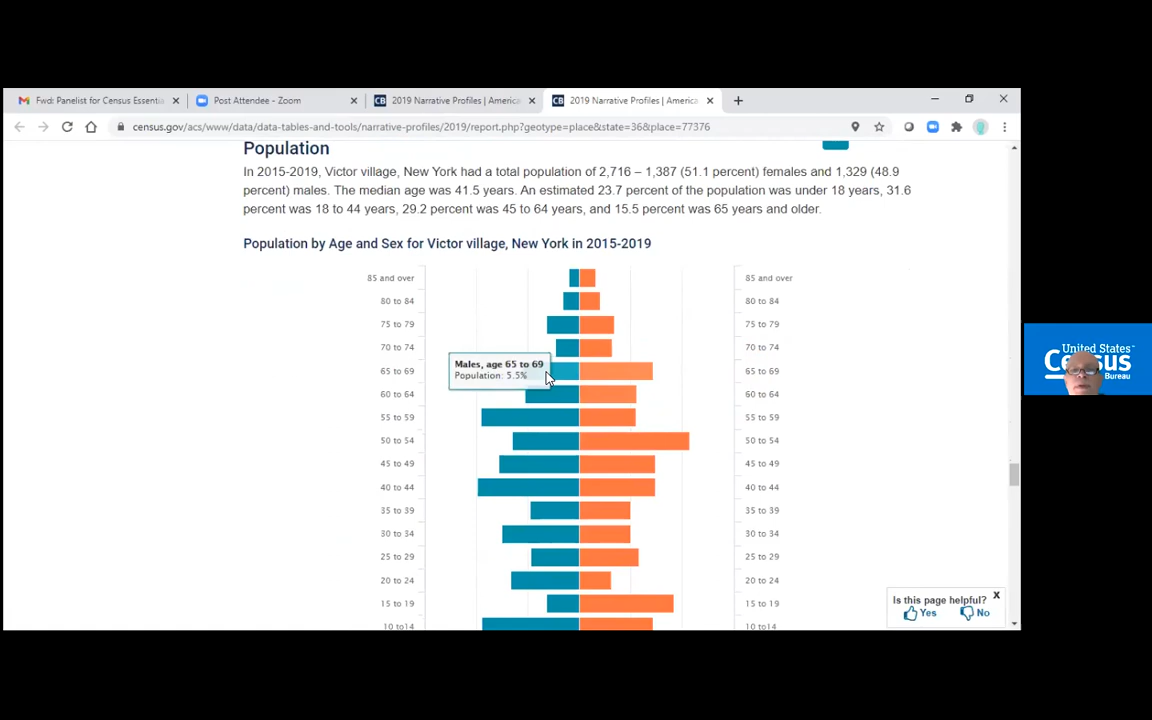 Fwd: Panelist for Census Essentia
Post Attendee - Zoom
2019 Narrative Profiles | America
2019 Narrative Profiles | America
census.gov/acs/www/data/data-tables-and-tools/narrative-profiles/2019/report.php?geotype=place&state=36&place=77376
Population
In 2015-2019, Victor village, New York had a total population of 2,716 – 1,387 (51.1 percent) females and 1,329 (48.9
percent) males. The median age was 41.5 years. An estimated 23.7 percent of the population was under 18 years, 31.6
percent was 18 to 44 years, 29.2 percent was 45 to 64 years, and 15.5 percent was 65 years and older.
Population by Age and Sex for Victor village, New York in 2015-2019
85 and over 85 and over
80 to 84 80 to 84
75 to 79 75 to 79
70 to 74 70 to 74
Males, age 65 to 69
Population: 5.5%
65 to 69 65 to 69
60 to 64 60 to 64
55 to 59 55 to 59
50 to 54 50 to 54
45 to 49 45 to 49
40 to 44 40 to 44
35 to 39 35 to 39
30 to 34 30 to 34
25 to 29 25 to 29
20 to 24 20 to 24
15 to 19 15 to 19
10 to14 10 to14
Is this page helpful? X
Yes No
United States
Census
Bureau